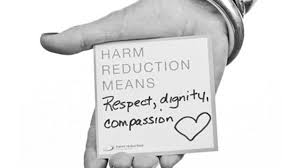 HARM
REDUCTION
MEANS
Respect, dignity,
compassion